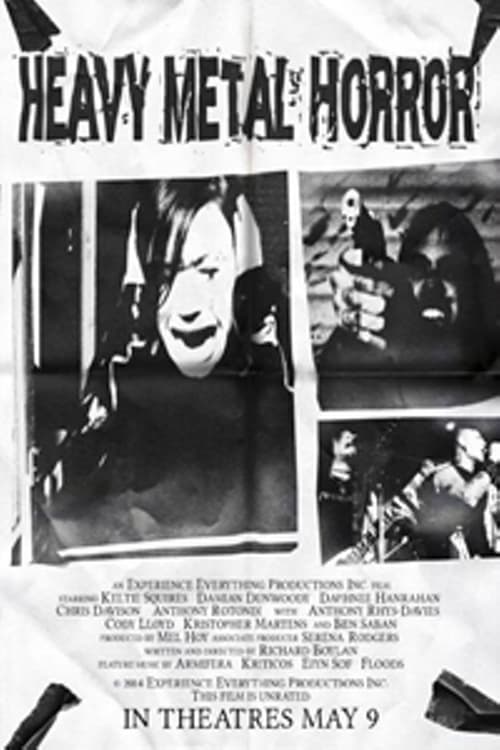 HEAVY METAL HORROR
AN EXPERIENCE EVERYTHING PRODUCTIONS INC. FILM
STARRING KELTIE SQUIRES DAMIAN DUNWOODY DAPHNEE HANRAHAN
CHRIS DAVISON ANTHONY ROTONDI WITH ANTHONY RHYS-DAVIES
CODY LLOYD KRISTOPHER MARTENS AND BEN SABAN
PRODUCED BY MEL HOY ASSOCIATE PRODUCER SERENA RODGERS
WRITTEN AND DIRECTED BY RICHARD BOYLAN
FEATURE MUSIC BY ARMIFERA KRITICOS EIYN SOF FLOODS
© 2014 EXPERIENCE EVERYTHING PRODUCTIONS INC.
THIS FILM IS UNRATED
IN THEATRES MAY 9